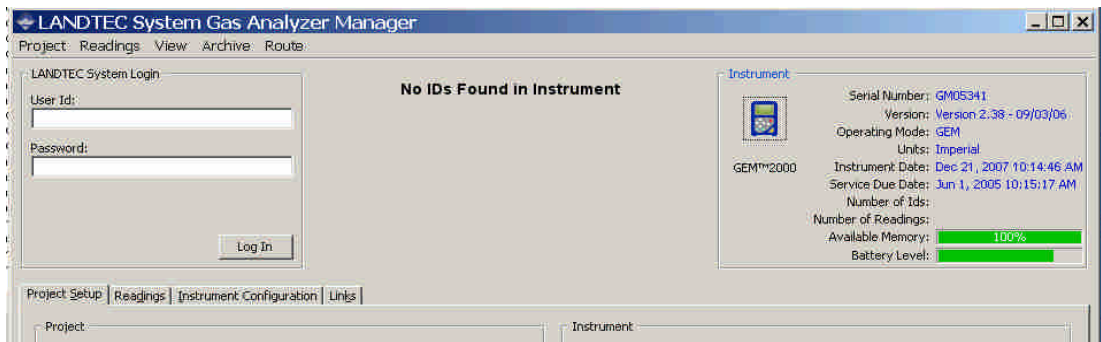 LANDTEC System Gas Analyzer Manager
Project Readings View Archive Route
LANDTEC System Login
User Id:
Password:
Log In
No IDs Found in Instrument
Instrument
GEM™2000
Serial Number: GM05341
Version: Version 2.38 - 09/03/06
Operating Mode: GEM
Units: Imperial
Instrument Date: Dec 21, 2007 10:14:46 AM
Service Due Date: Jun 1, 2005 10:15:17 AM
Number of Ids:
Number of Readings:
Available Memory: 100%
Battery Level:
Project Setup Readings Instrument Configuration Links
Project Instrument